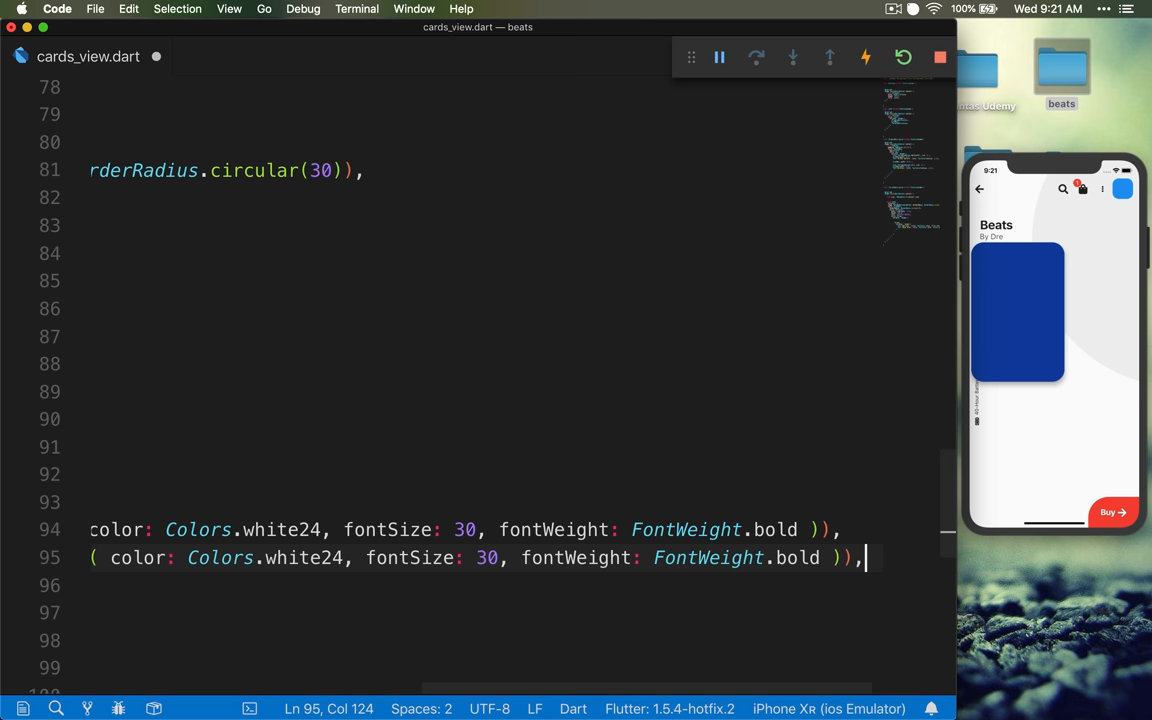 Code File Edit Selection View Go Debug Terminal Window Help 100% Wed 9:21 AM
cards_view.dart — beats
cards_view.dart
ntas Udemy
beats
78
79
80
81 rderRadius.circular(30)),
82
83
84
85
86
87
88
89
90
91
92
93
94 color: Colors.white24, fontSize: 30, fontWeight: FontWeight.bold )),
95 ( color: Colors.white24, fontSize: 30, fontWeight: FontWeight.bold )),
96
97
98
99
9:21
1
Beats
By Dre
Buy
Ln 95, Col 124 Spaces: 2 UTF-8 LF Dart Flutter: 1.5.4-hotfix.2 iPhone Xʀ (ios Emulator)